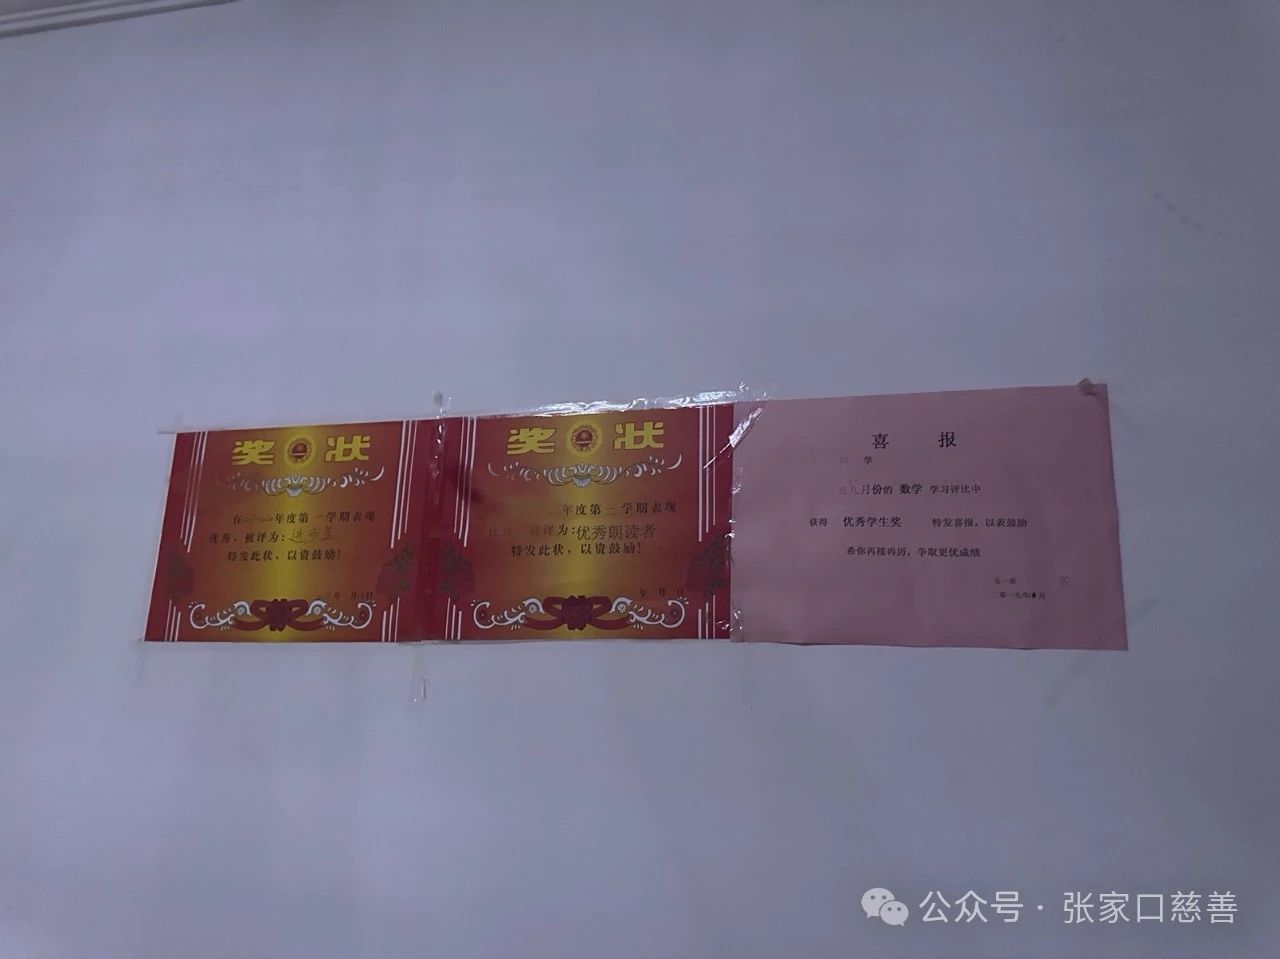 奖状
年度第一学期表现
优秀，被评为：进步星
特发此状，以资鼓励！
奖状
年度第一学期表现
被评为：优秀朗读者
特发此状，以资鼓励！
年 月 日
喜 报
同 学
在九月份的 数学 学习评比中
获得 优秀学生奖 特发喜报，以表鼓励
希你再接再厉，争取更优成绩
五一班
二零一九年 月
公众号 · 张家口慈善